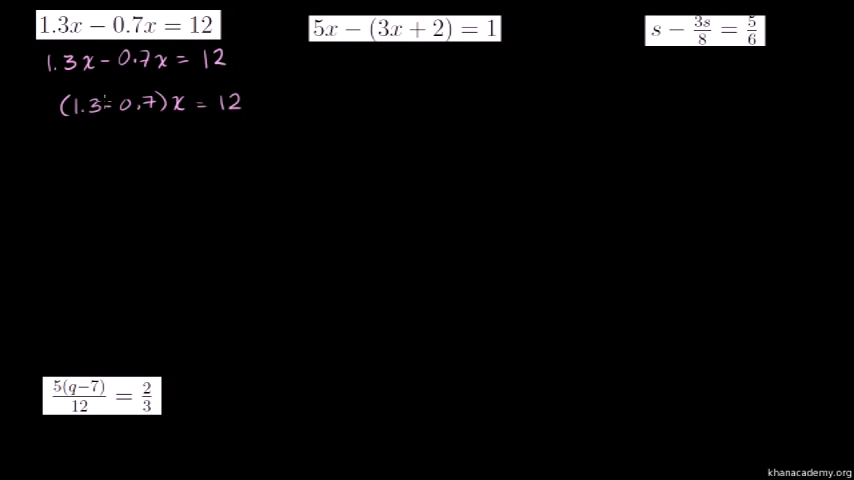 1.3x − 0.7x = 12
5x − (3x + 2) = 1
s − 3s/8 = 5/6
1.3x - 0.7x = 12
(1.3 - 0.7)x = 12
5(q−7)/12 = 2/3
khanacademy.org